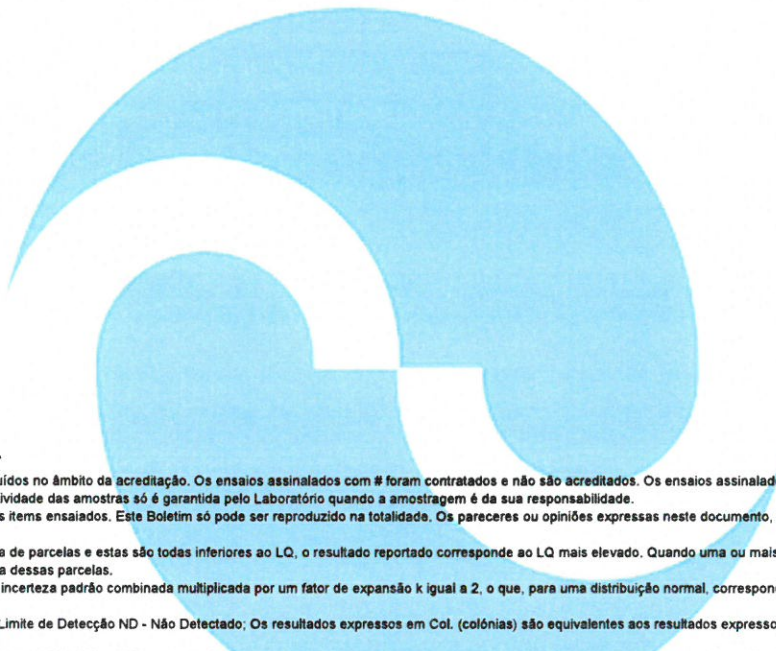 uídos no âmbito da acreditação. Os ensaios assinalados com # foram contratados e não são acreditados. Os ensaios assinalad
ividade das amostras só é garantida pelo Laboratório quando a amostragem é da sua responsabilidade.
s items ensaiados. Este Boletim só pode ser reproduzido na totalidade. Os pareceres ou opiniões expressas neste documento,
a de parcelas e estas são todas inferiores ao LQ, o resultado reportado corresponde ao LQ mais elevado. Quando uma ou mais
a dessas parcelas.
incerteza padrão combinada multiplicada por um fator de expansão k igual a 2, o que, para uma distribuição normal, correspon
Limite de Detecção ND - Não Detectado; Os resultados expressos em Col. (colónias) são equivalentes aos resultados expresso